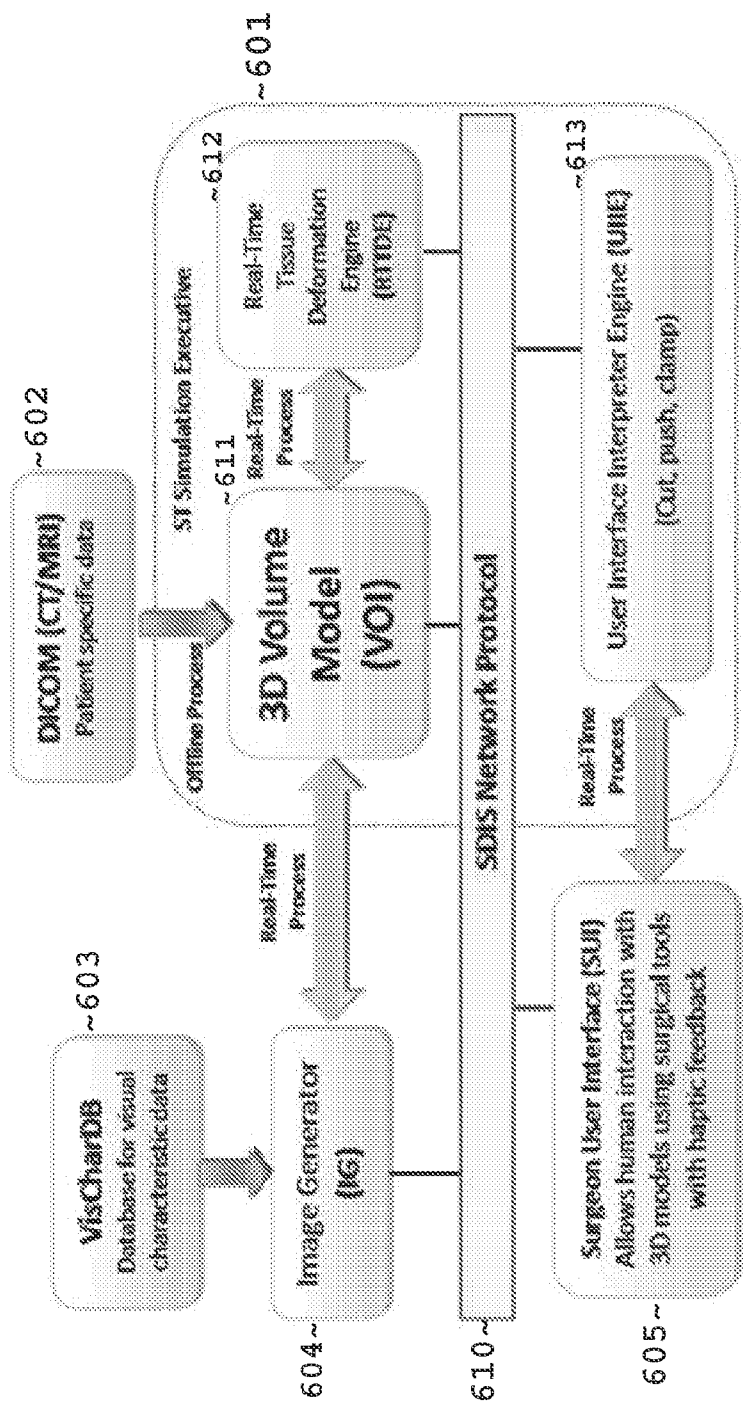 ~603
VisCharDB
Database for visual
characteristic data
~602
DICOM (CT/MRI)
Patient specific data
~601
ST Simulation Executive
Offline Process
604~
Image Generator
(IG)
Real-Time
Process
~611
3D Volume
Model
(VOI)
Real-Time
Process
~612
Real-Time
Tissue
Deformation
Engine
(RTTDE)
610~
SDIS Network Protocol
605~
Surgeon User Interface (SUI)
Allows human interaction with
3D models using surgical tools
with haptic feedback
Real-Time
Process
~613
User Interface Interpreter Engine (UIIE)
(Cut, push, clamp)